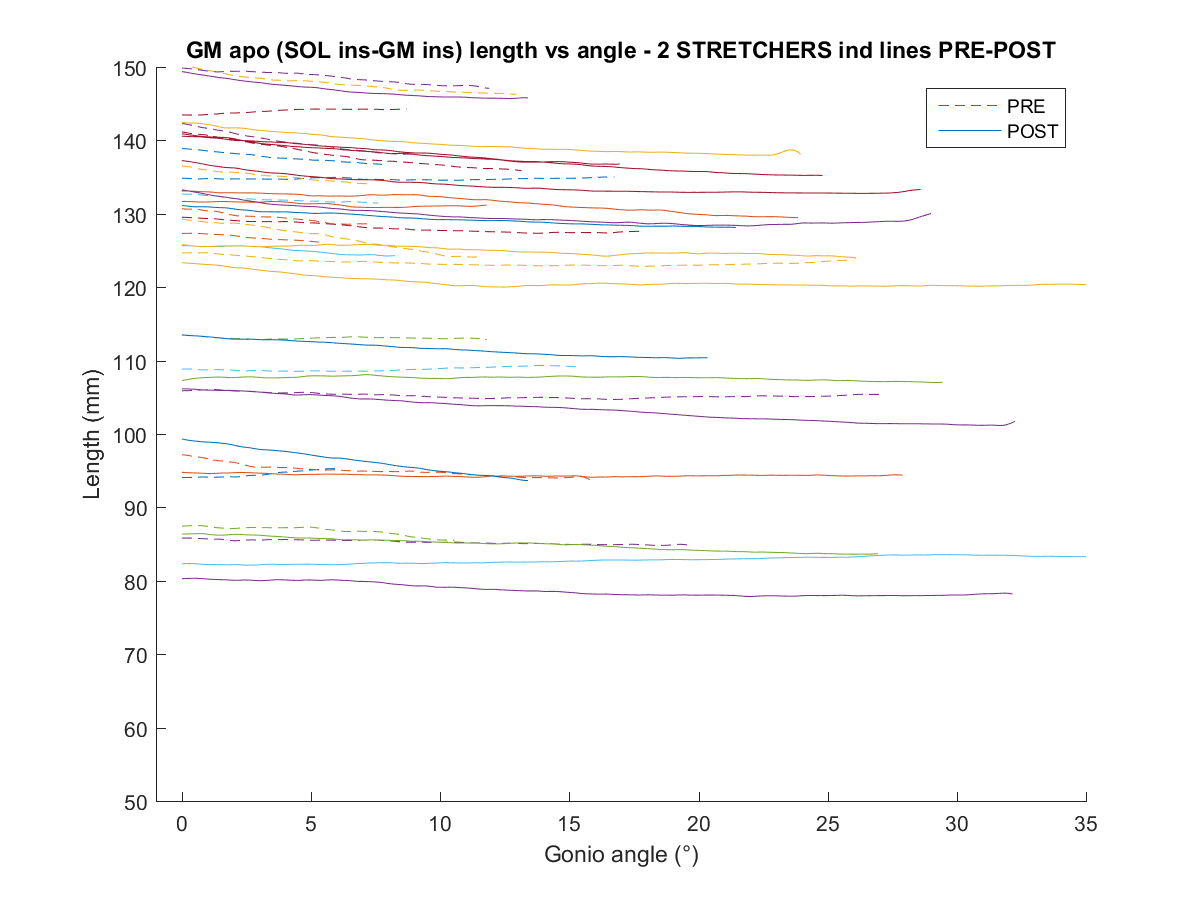 GM apo (SOL ins-GM ins) length vs angle - 2 STRETCHERS ind lines PRE-POST
PRE
POST
Length (mm)
150
140
130
120
110
100
90
80
70
60
50
0 5 10 15 20 25 30 35
Gonio angle (°)